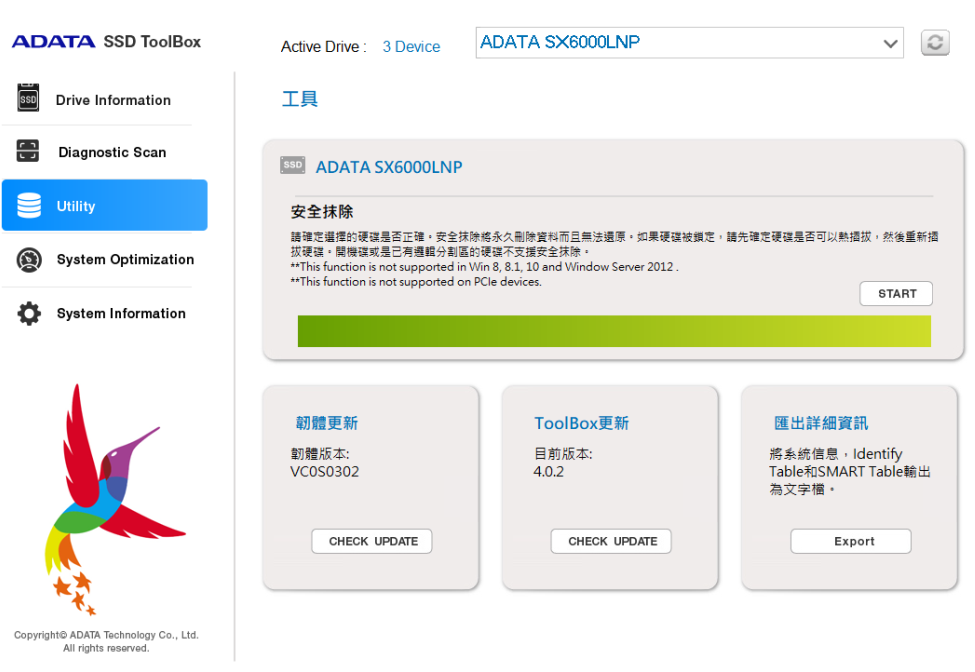 ADATA SSD ToolBox
Active Drive : 3 Device
ADATA SX6000LNP
SSD
Drive Information
Diagnostic Scan
Utility
System Optimization
System Information
Copyright© ADATA Technology Co., Ltd.
All rights reserved.
工具
SSD
ADATA SX6000LNP
安全抹除
請確定選擇的硬碟是否正確。安全抹除將永久刪除資料而且無法還原。如果硬碟被鎖定，請先確定硬碟是否可以熱插拔，然後重新插
拔硬碟。開機碟或是已有邏輯分割區的硬碟不支援安全抹除。
**This function is not supported in Win 8, 8.1, 10 and Window Server 2012 .
**This function is not supported on PCIe devices.
START
韌體更新
韌體版本:
VC0S0302
CHECK UPDATE
ToolBox更新
目前版本:
4.0.2
CHECK UPDATE
匯出詳細資訊
將系統信息，Identify
Table和SMART Table輸出
為文字檔。
Export